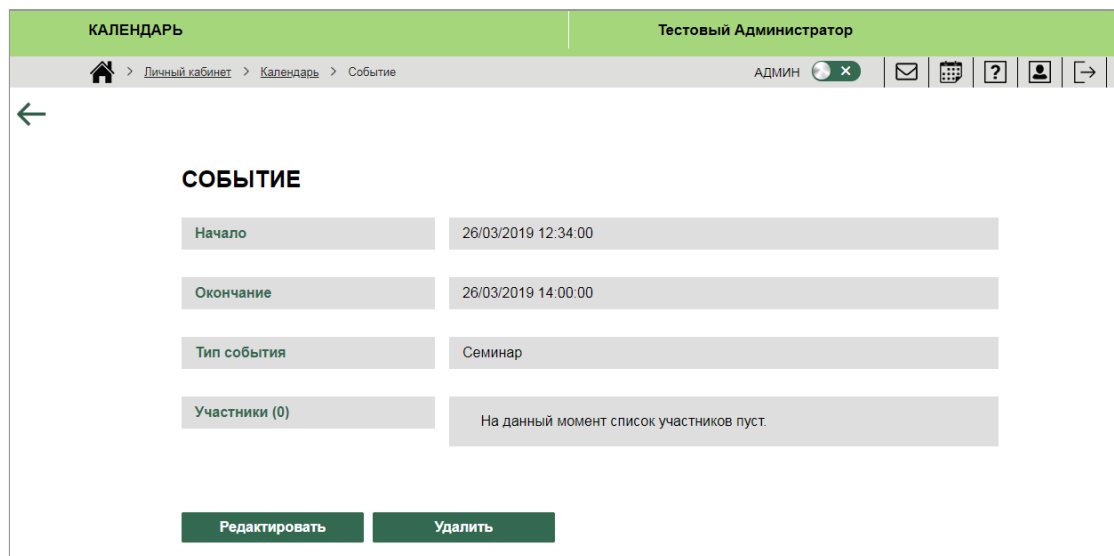 КАЛЕНДАРЬ
Тестовый Администратор
> Личный кабинет > Календарь > Событие
АДМИН
СОБЫТИЕ
Начало 26/03/2019 12:34:00
Окончание 26/03/2019 14:00:00
Тип события Семинар
Участники (0) На данный момент список участников пуст.
Редактировать Удалить